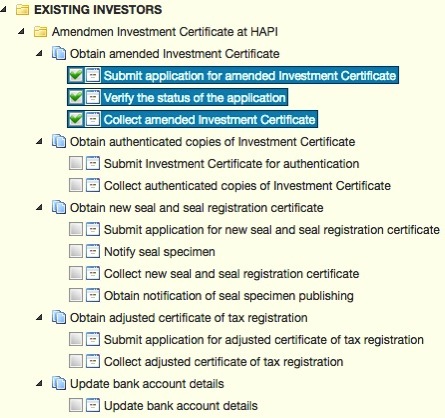 EXISTING INVESTORS
Amendmen Investment Certificate at HAPI
Obtain amended Investment Certificate
Submit application for amended Investment Certificate
Verify the status of the application
Collect amended Investment Certificate
Obtain authenticated copies of Investment Certificate
Submit Investment Certificate for authentication
Collect authenticated copies of Investment Certificate
Obtain new seal and seal registration certificate
Submit application for new seal and seal registration certificate
Notify seal specimen
Collect new seal and seal registration certificate
Obtain notification of seal specimen publishing
Obtain adjusted certificate of tax registration
Submit application for adjusted certificate of tax registration
Collect adjusted certificate of tax registration
Update bank account details
Update bank account details